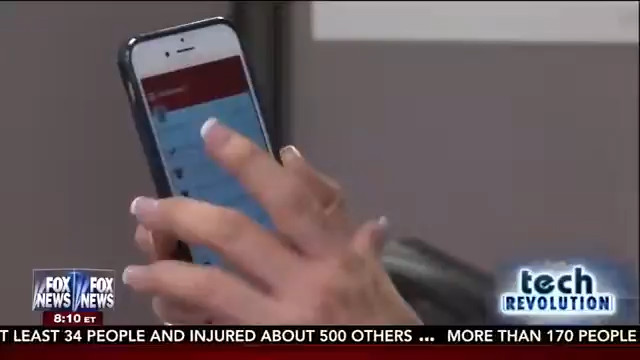 FOX NEWS
FOX NEWS
8:10 ET
tech
REVOLUTION
T LEAST 34 PEOPLE AND INJURED ABOUT 500 OTHERS ... MORE THAN 170 PEOPLE